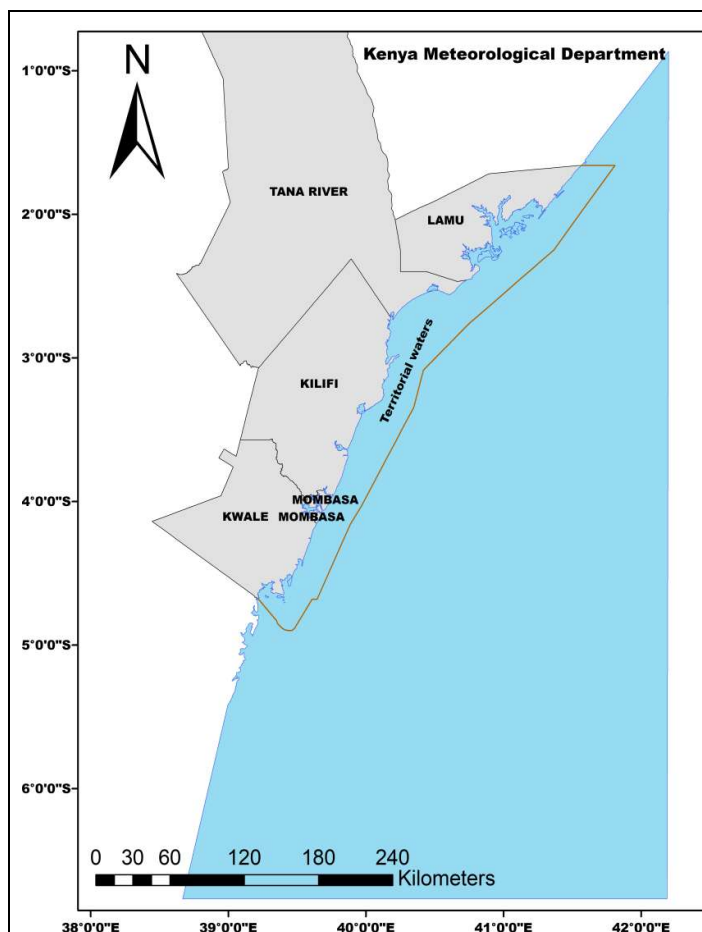 Kenya Meteorological Department
N
1°0'0"S
2°0'0"S
3°0'0"S
4°0'0"S
5°0'0"S
6°0'0"S
TANA RIVER
LAMU
Territorial waters
KILIFI
MOMBASA
KWALE MOMBASA
0 30 60 120 180 240
Kilometers
38°0'0"E 39°0'0"E 40°0'0"E 41°0'0"E 42°0'0"E